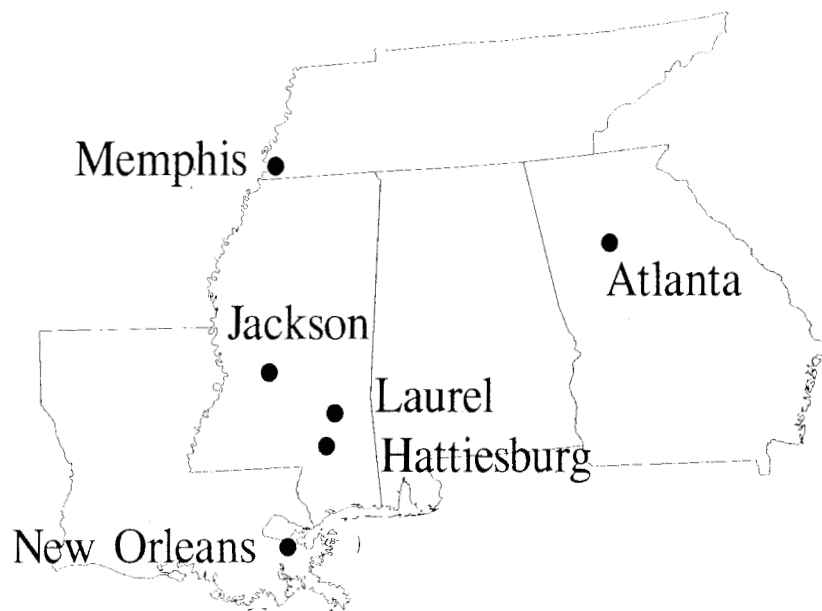 Memphis
Atlanta
Jackson
Laurel
Hattiesburg
New Orleans